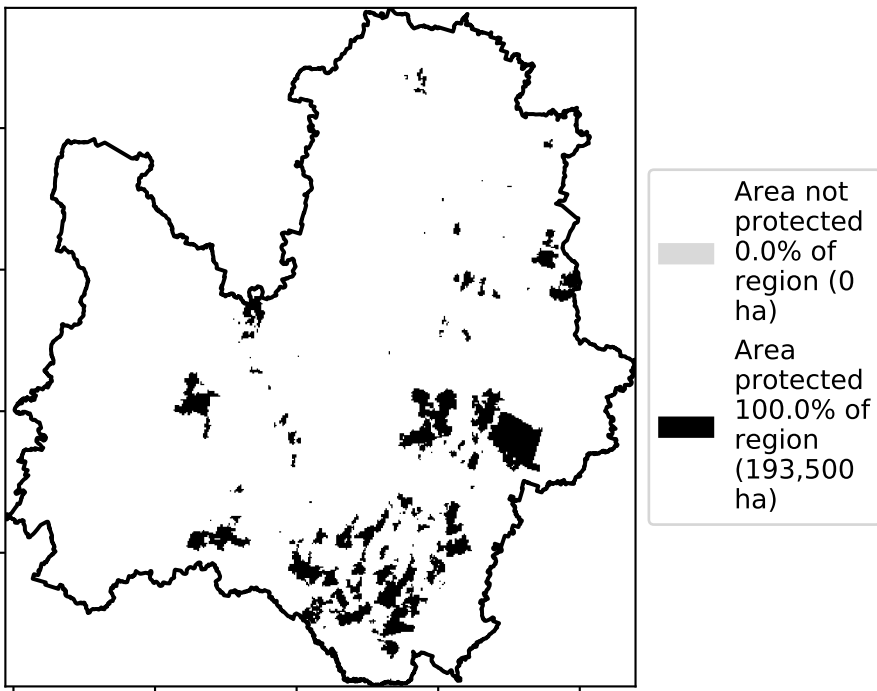 Area not
protected
0.0% of
region (0
ha)
Area
protected
100.0% of
region
(193,500
ha)